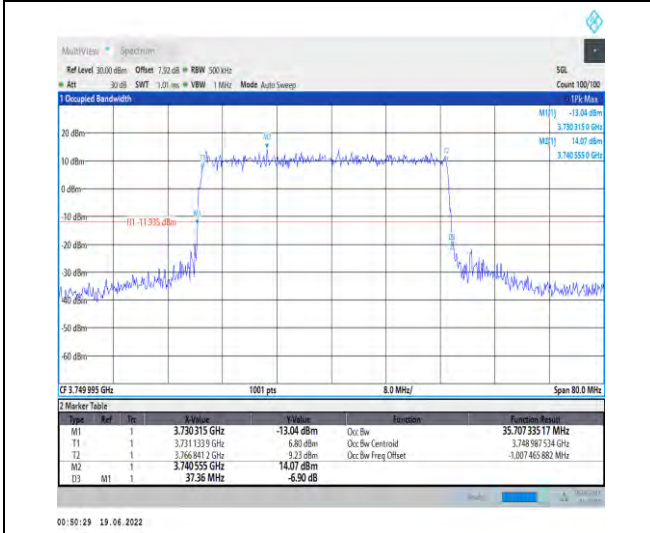 MultiView Spectrum
Ref Level 30.00 dBm Offset 7.92 dB RBW 500 kHz SGL
Att 30 dB SWT 1.01 ms VBW 1 MHz Mode Auto Sweep Count 100/100
1 Occupied Bandwidth 1Pk Max
M1[1] -13.04 dBm
3.730 315 0 GHz
M2[1] 14.07 dBm
3.740 555 0 GHz
20 dBm
M2
T1 T2
10 dBm
0 dBm
-10 dBm
M1
H1 -11.935 dBm
-20 dBm
D3
-30 dBm
-40 dBm
-50 dBm
-60 dBm
CF 3.749 995 GHz 1001 pts 8.0 MHz/ Span 80.0 MHz
2 Marker Table
Type Ref Trc X-Value Y-Value Function Function Result
M1 1 3.730 315 GHz -13.04 dBm Occ Bw 35.707 335 17 MHz
T1 1 3.731 133 9 GHz 6.80 dBm Occ Bw Centroid 3.748 987 534 GHz
T2 1 3.766 841 2 GHz 9.23 dBm Occ Bw Freq Offset -1.007 465 882 MHz
M2 1 3.740 555 GHz 14.07 dBm
D3 M1 1 37.36 MHz -6.90 dB
00:50:29 19.06.2022